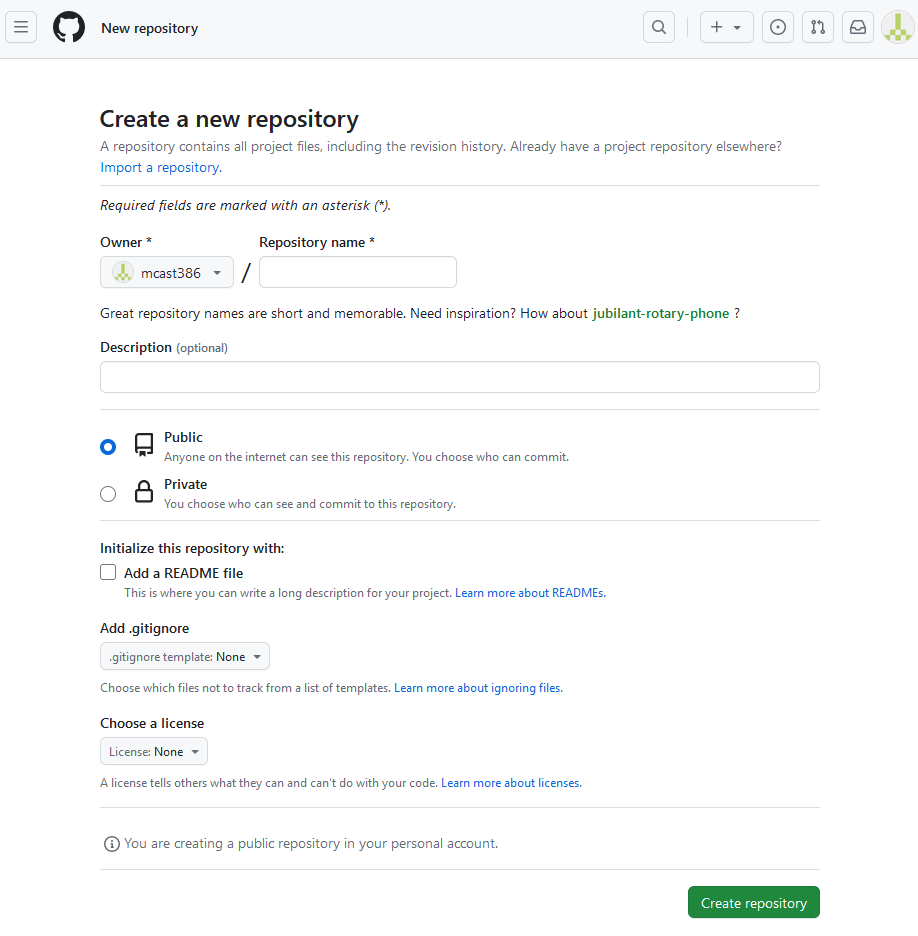 New repository
Create a new repository
A repository contains all project files, including the revision history. Already have a project repository elsewhere?
Import a repository.
Required fields are marked with an asterisk (*).
Owner * Repository name *
mcast386 /
Great repository names are short and memorable. Need inspiration? How about jubilant-rotary-phone ?
Description (optional)
Public
Anyone on the internet can see this repository. You choose who can commit.
Private
You choose who can see and commit to this repository.
Initialize this repository with:
Add a README file
This is where you can write a long description for your project. Learn more about READMEs.
Add .gitignore
.gitignore template: None
Choose which files not to track from a list of templates. Learn more about ignoring files.
Choose a license
License: None
A license tells others what they can and can't do with your code. Learn more about licenses.
You are creating a public repository in your personal account.
Create repository